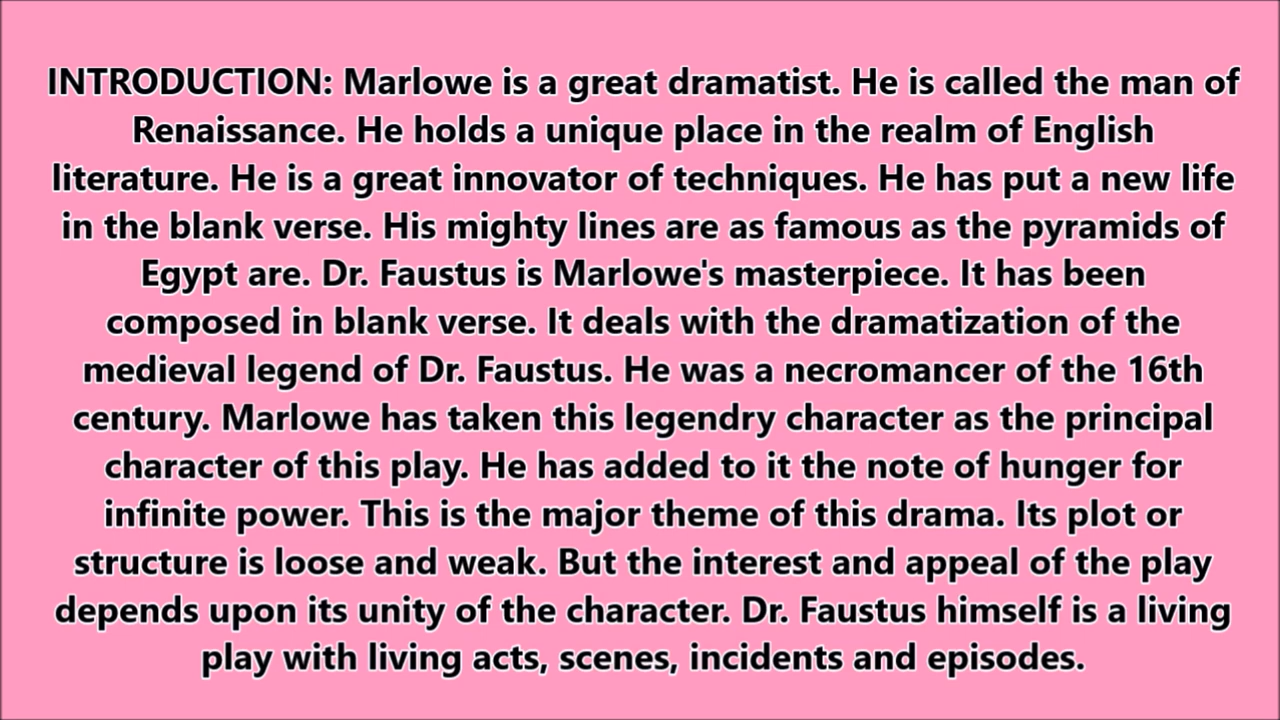 INTRODUCTION: Marlowe is a great dramatist. He is called the man of
Renaissance. He holds a unique place in the realm of English
literature. He is a great innovator of techniques. He has put a new life
in the blank verse. His mighty lines are as famous as the pyramids of
Egypt are. Dr. Faustus is Marlowe's masterpiece. It has been
composed in blank verse. It deals with the dramatization of the
medieval legend of Dr. Faustus. He was a necromancer of the 16th
century. Marlowe has taken this legendry character as the principal
character of this play. He has added to it the note of hunger for
infinite power. This is the major theme of this drama. Its plot or
structure is loose and weak. But the interest and appeal of the play
depends upon its unity of the character. Dr. Faustus himself is a living
play with living acts, scenes, incidents and episodes.